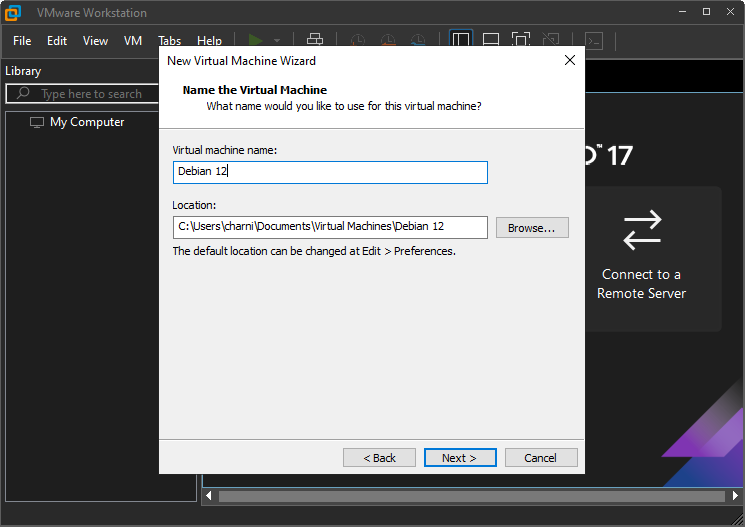 VMware Workstation
File Edit View VM Tabs Help
Library
Type here to search
My Computer
New Virtual Machine Wizard
Name the Virtual Machine
What name would you like to use for this virtual machine?
Virtual machine name:
Debian 12
Location:
C:\Users\charni\Documents\Virtual Machines\Debian 12
Browse...
The default location can be changed at Edit > Preferences.
< Back
Next >
Cancel
™ 17
Connect to a
Remote Server